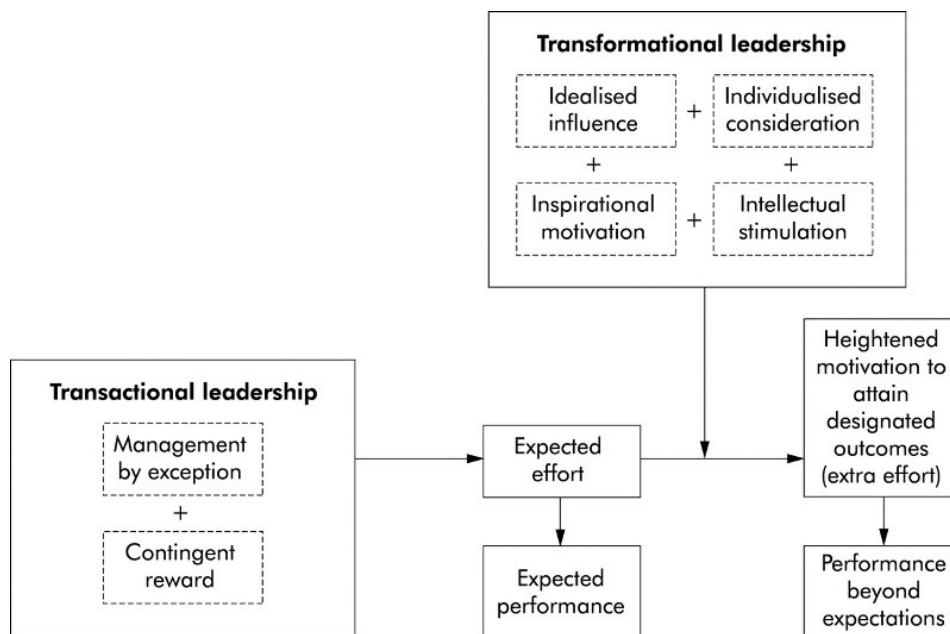 Transformational leadership
Idealised
influence
+
Individualised
consideration
+
+
Inspirational
motivation
+
Intellectual
stimulation
Transactional leadership
Management
by exception
+
Contingent
reward
Expected
effort
Expected
performance
Heightened
motivation to
attain
designated
outcomes
(extra effort)
Performance
beyond
expectations